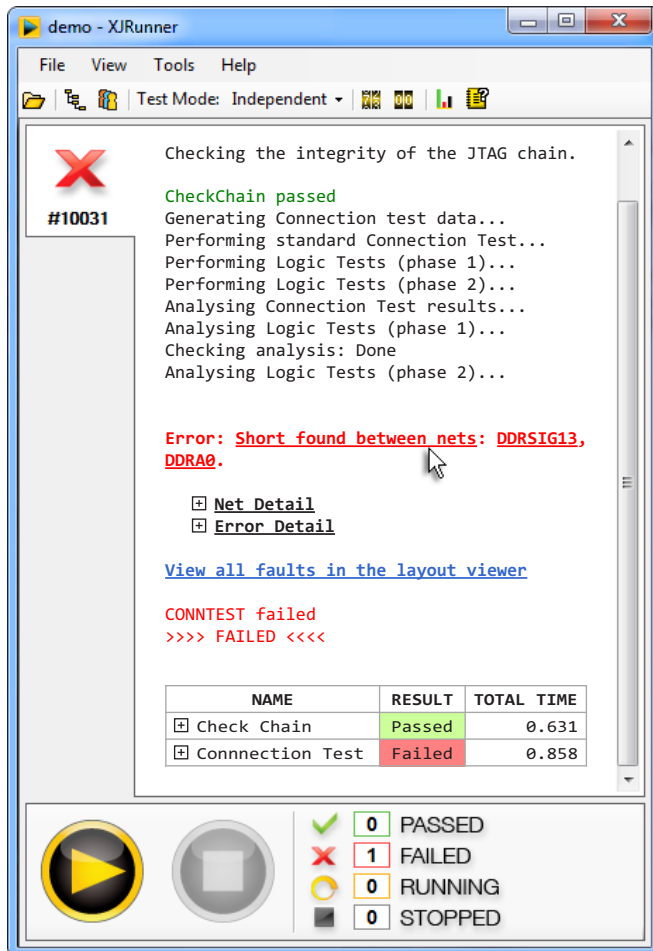 demo - XJRunner
File View Tools Help
Test Mode: Independent
#10031
Checking the integrity of the JTAG chain.
CheckChain passed
Generating Connection test data...
Performing standard Connection Test...
Performing Logic Tests (phase 1)...
Performing Logic Tests (phase 2)...
Analysing Connection Test results...
Analysing Logic Tests (phase 1)...
Checking analysis: Done
Analysing Logic Tests (phase 2)...
Error: Short found between nets: DDRSIG13,
DDRA0.
Net Detail
Error Detail
View all faults in the layout viewer
CONNTEST failed
>>>> FAILED <<<<
NAME RESULT TOTAL TIME
Check Chain Passed 0.631
Connnection Test Failed 0.858
0 PASSED
1 FAILED
0 RUNNING
0 STOPPED